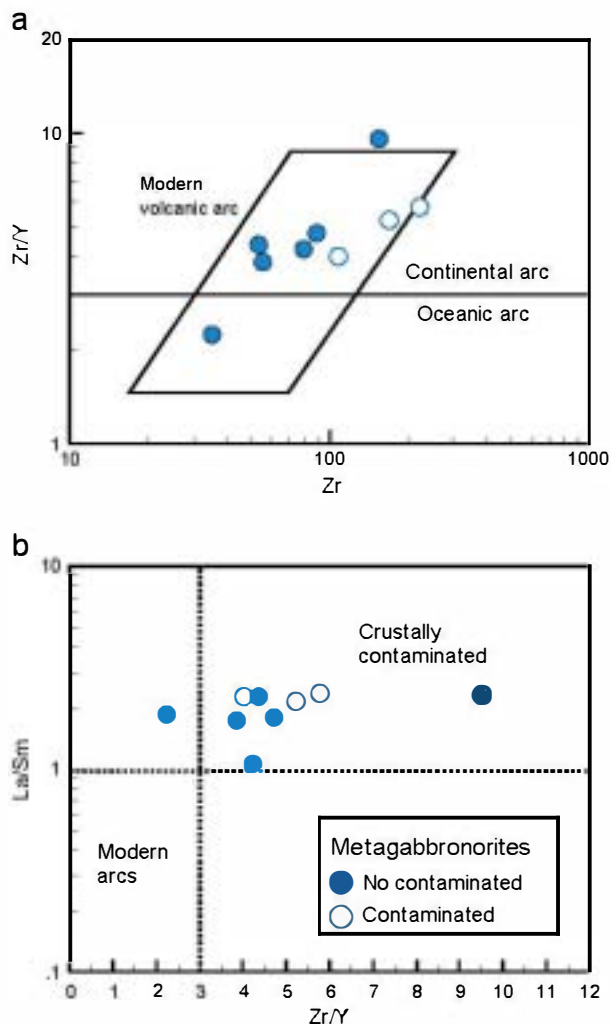 a
20
10
Modern
volcanic arc
Zr/Y
Continental arc
Oceanic arc
1
10
100
1000
Zr
b
10
Crustally
contaminated
La/Sm
1
Modern
arcs
Metagabbronorites
No contaminated
Contaminated
.1
0 1 2 3 4 5 6 7 8 9 10 11 12
Zr/Y